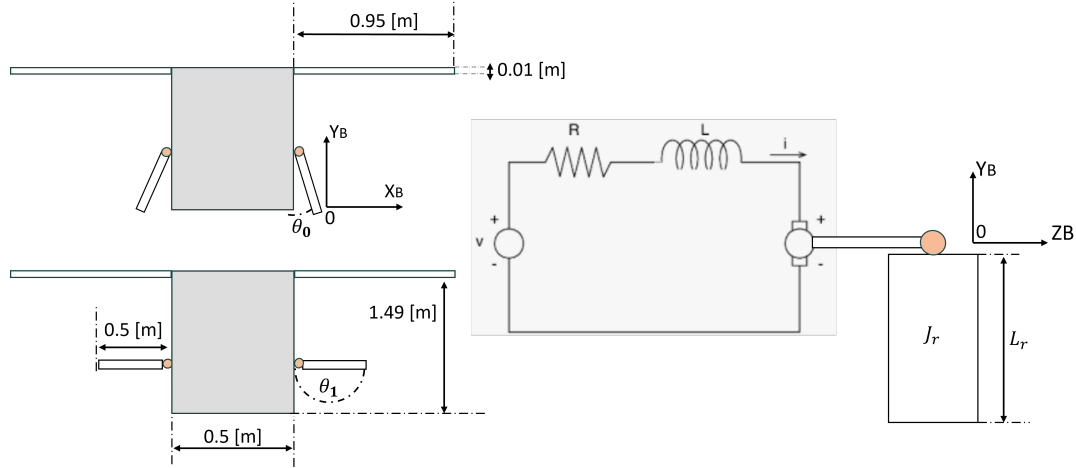 0.95 [m]
0.01 [m]
YB
XB
0
θ₀
R
L
i
+
v
-
+
-
YB
0
ZB
Jᵣ
Lᵣ
1.49 [m]
0.5 [m]
θ₁
0.5 [m]